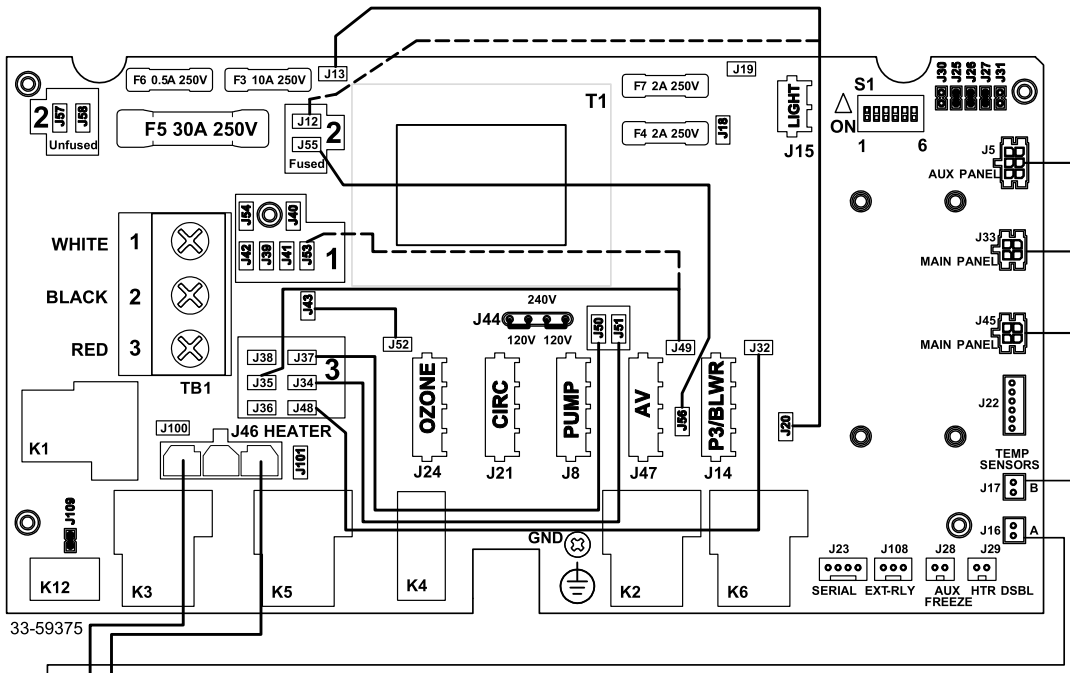 J13
J19
J30
J25
J26
J27
J31
F6 0.5A 250V
F3 10A 250V
F7 2A 250V
S1
T1
LIGHT
ON
1
6
2
J57
J58
Unfused
F5 30A 250V
J12
2
J55
Fused
F4 2A 250V
J18
J15
J5
AUX PANEL
J54
J40
J42
J39
J41
J53
1
J33
MAIN PANEL
WHITE
1
BLACK
2
RED
3
TB1
J43
240V
J44
120V
120V
J50
J51
J52
J49
J32
J45
MAIN PANEL
J38
J37
3
J35
J34
J36
J48
OZONE
CIRC
PUMP
AV
J56
P3/BLWR
J20
J22
K1
J100
J46 HEATER
J101
J24
J21
J8
J47
J14
TEMP
SENSORS
J17
B
J16
A
J109
GND
J23
J108
J28
J29
K12
K3
K5
K4
K2
K6
SERIAL
EXT-RLY
AUX
FREEZE
HTR DSBL
33-59375